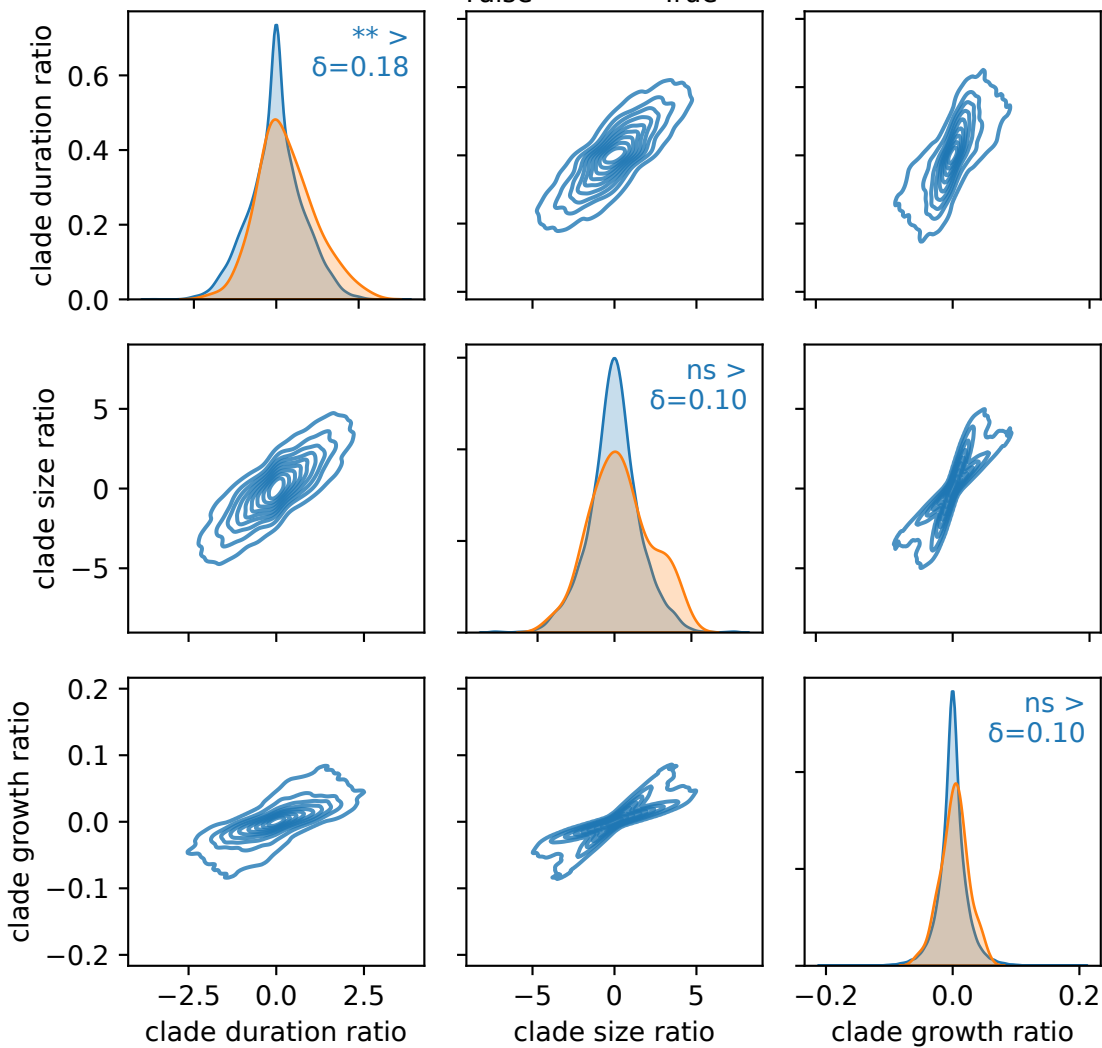 clade duration ratio
0.6
0.4
0.2
0.0
** >
δ=0.18
clade size ratio
5
0
−5
ns >
δ=0.10
clade growth ratio
0.2
0.1
0.0
−0.1
−0.2
ns >
δ=0.10
−2.5 0.0 2.5
−5 0 5
−0.2 0.0 0.2
clade duration ratio
clade size ratio
clade growth ratio